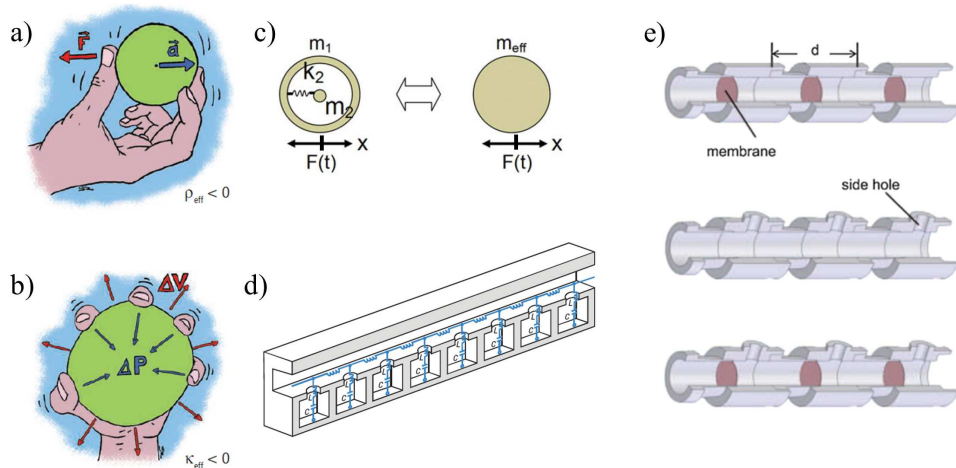 a)
F
a
ρeff < 0
b)
ΔV
ΔP
κeff < 0
c)
m1
k2
m2
F(t)
x
meff
F(t)
x
d)
L
C
L
C
L
C
L
C
L
C
L
C
L
C
L
C
e)
d
membrane
side hole